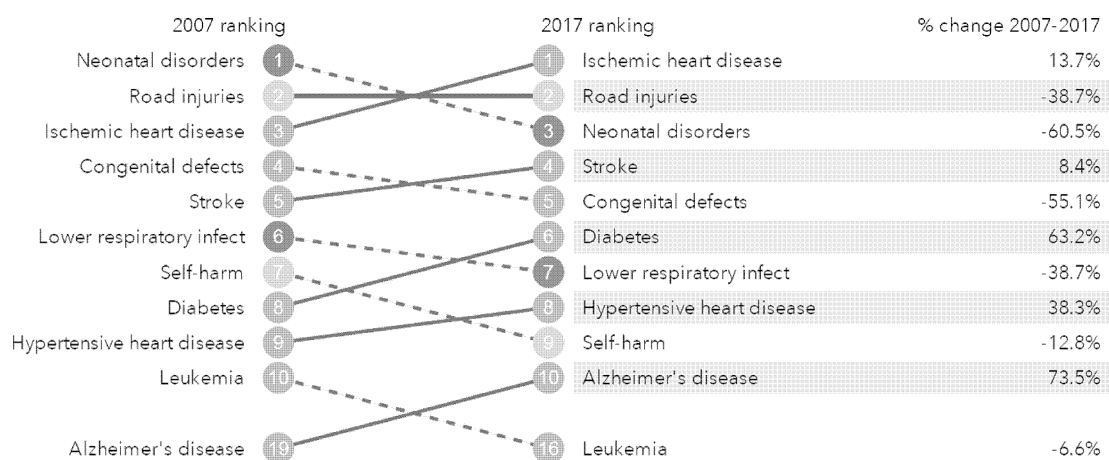 2007 ranking 2017 ranking % change 2007-2017
Neonatal disorders 1 1 Ischemic heart disease 13.7%
Road injuries 2 2 Road injuries -38.7%
Ischemic heart disease 3 3 Neonatal disorders -60.5%
Congenital defects 4 4 Stroke 8.4%
Stroke 5 5 Congenital defects -55.1%
Lower respiratory infect 6 6 Diabetes 63.2%
Self-harm 7 7 Lower respiratory infect -38.7%
Diabetes 8 8 Hypertensive heart disease 38.3%
Hypertensive heart disease 9 9 Self-harm -12.8%
Leukemia 10 10 Alzheimer's disease 73.5%
Alzheimer's disease 19 16 Leukemia -6.6%